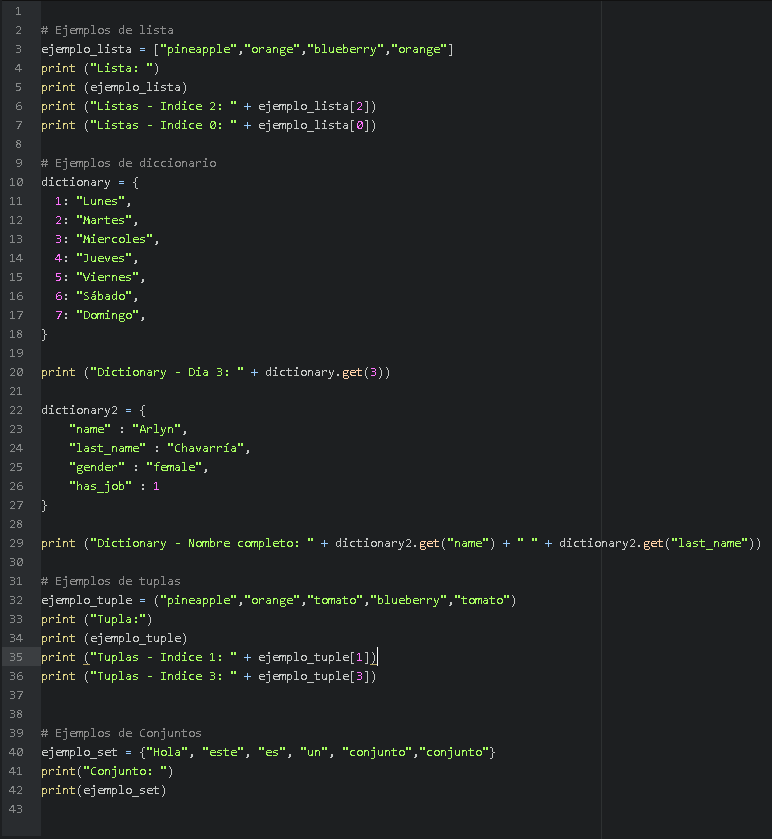 1
2 # Ejemplos de lista
3 ejemplo_lista = ["pineapple","orange","blueberry","orange"]
4 print ("Lista: ")
5 print (ejemplo_lista)
6 print ("Listas - Indice 2: " + ejemplo_lista[2])
7 print ("Listas - Indice 0: " + ejemplo_lista[0])
8
9 # Ejemplos de diccionario
10 dictionary = {
11   1: "Lunes",
12   2: "Martes",
13   3: "Miercoles",
14   4: "Jueves",
15   5: "Viernes",
16   6: "Sábado",
17   7: "Domingo",
18 }
19
20 print ("Dictionary - Dia 3: " + dictionary.get(3))
21
22 dictionary2 = {
23     "name" : "Arlyn",
24     "last_name" : "Chavarría",
25     "gender" : "female",
26     "has_job" : 1
27 }
28
29 print ("Dictionary - Nombre completo: " + dictionary2.get("name") + " " + dictionary2.get("last_name"))
30
31 # Ejemplos de tuplas
32 ejemplo_tuple = ("pineapple","orange","tomato","blueberry","tomato")
33 print ("Tupla:")
34 print (ejemplo_tuple)
35 print ("Tuplas - Indice 1: " + ejemplo_tuple[1])
36 print ("Tuplas - Indice 3: " + ejemplo_tuple[3])
37
38
39 # Ejemplos de Conjuntos
40 ejemplo_set = {"Hola", "este", "es", "un", "conjunto","conjunto"}
41 print("Conjunto: ")
42 print(ejemplo_set)
43